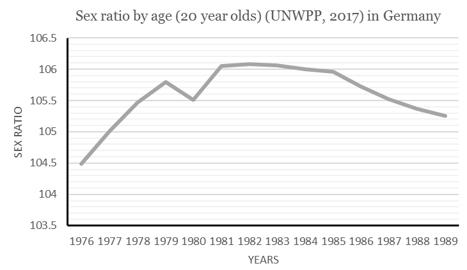 Sex ratio by age (20 year olds) (UNWPP, 2017) in Germany
106.5
106
105.5
105
104.5
104
103.5
SEX RATIO
1976 1977 1978 1979 1980 1981 1982 1983 1984 1985 1986 1987 1988 1989
YEARS